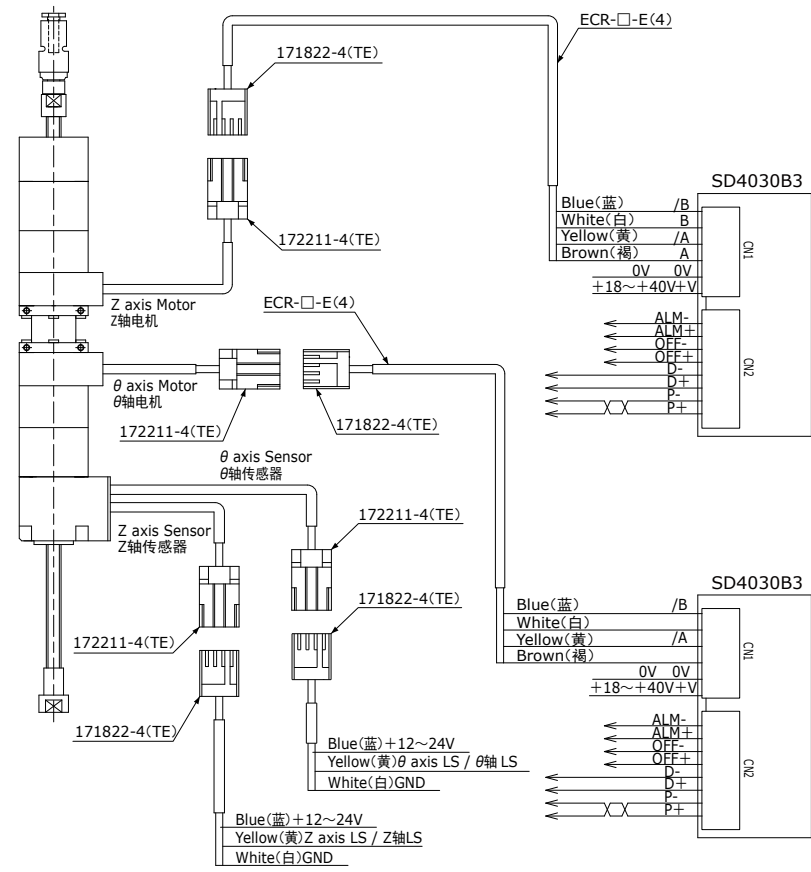 ECR-□-E(4)
171822-4(TE)
SD4030B3
Blue(蓝) /B
White(白) B
172211-4(TE)
Yellow(黄) /A
Brown(褐) A
CN1
0V 0V
+18～+40V+V
Z axis Motor
Z轴电机
ECR-□-E(4)
ALM-
ALM+
OFF-
OFF+
D-
D+
P-
P+
CN2
θ axis Motor
θ轴电机
172211-4(TE)
171822-4(TE)
θ axis Sensor
θ轴传感器
172211-4(TE)
Z axis Sensor
Z轴传感器
SD4030B3
171822-4(TE)
Blue(蓝) /B
White(白)
Yellow(黄) /A
Brown(褐)
CN1
172211-4(TE)
0V 0V
+18～+40V+V
171822-4(TE)
ALM-
ALM+
OFF-
OFF+
D-
D+
P-
P+
CN2
Blue(蓝)+12～24V
Yellow(黄)θ axis LS / θ轴 LS
White(白)GND
Blue(蓝)+12～24V
Yellow(黄)Z axis LS / Z轴LS
White(白)GND